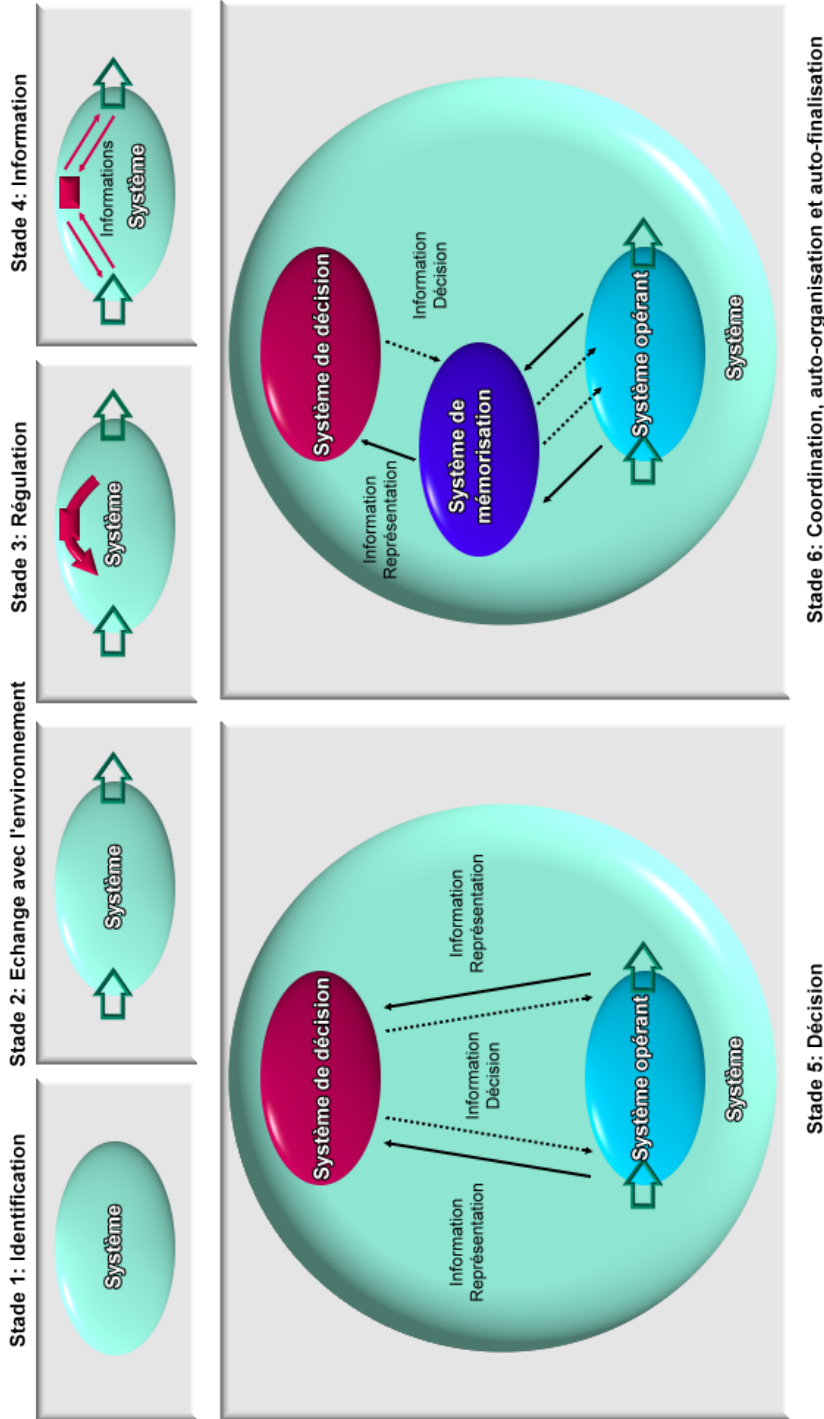 Stade 1: Identification
Système
Stade 2: Echange avec l'environnement
Système
Stade 3: Régulation
Système
Stade 4: Information
Informations
Système
Système de décision
Information
Représentation
Information
Décision
Information
Représentation
Système opérant
Système
Stade 5: Décision
Système de décision
Information
Représentation
Information
Décision
Système de
mémorisation
Système opérant
Système
Stade 6: Coordination, auto-organisation et auto-finalisation